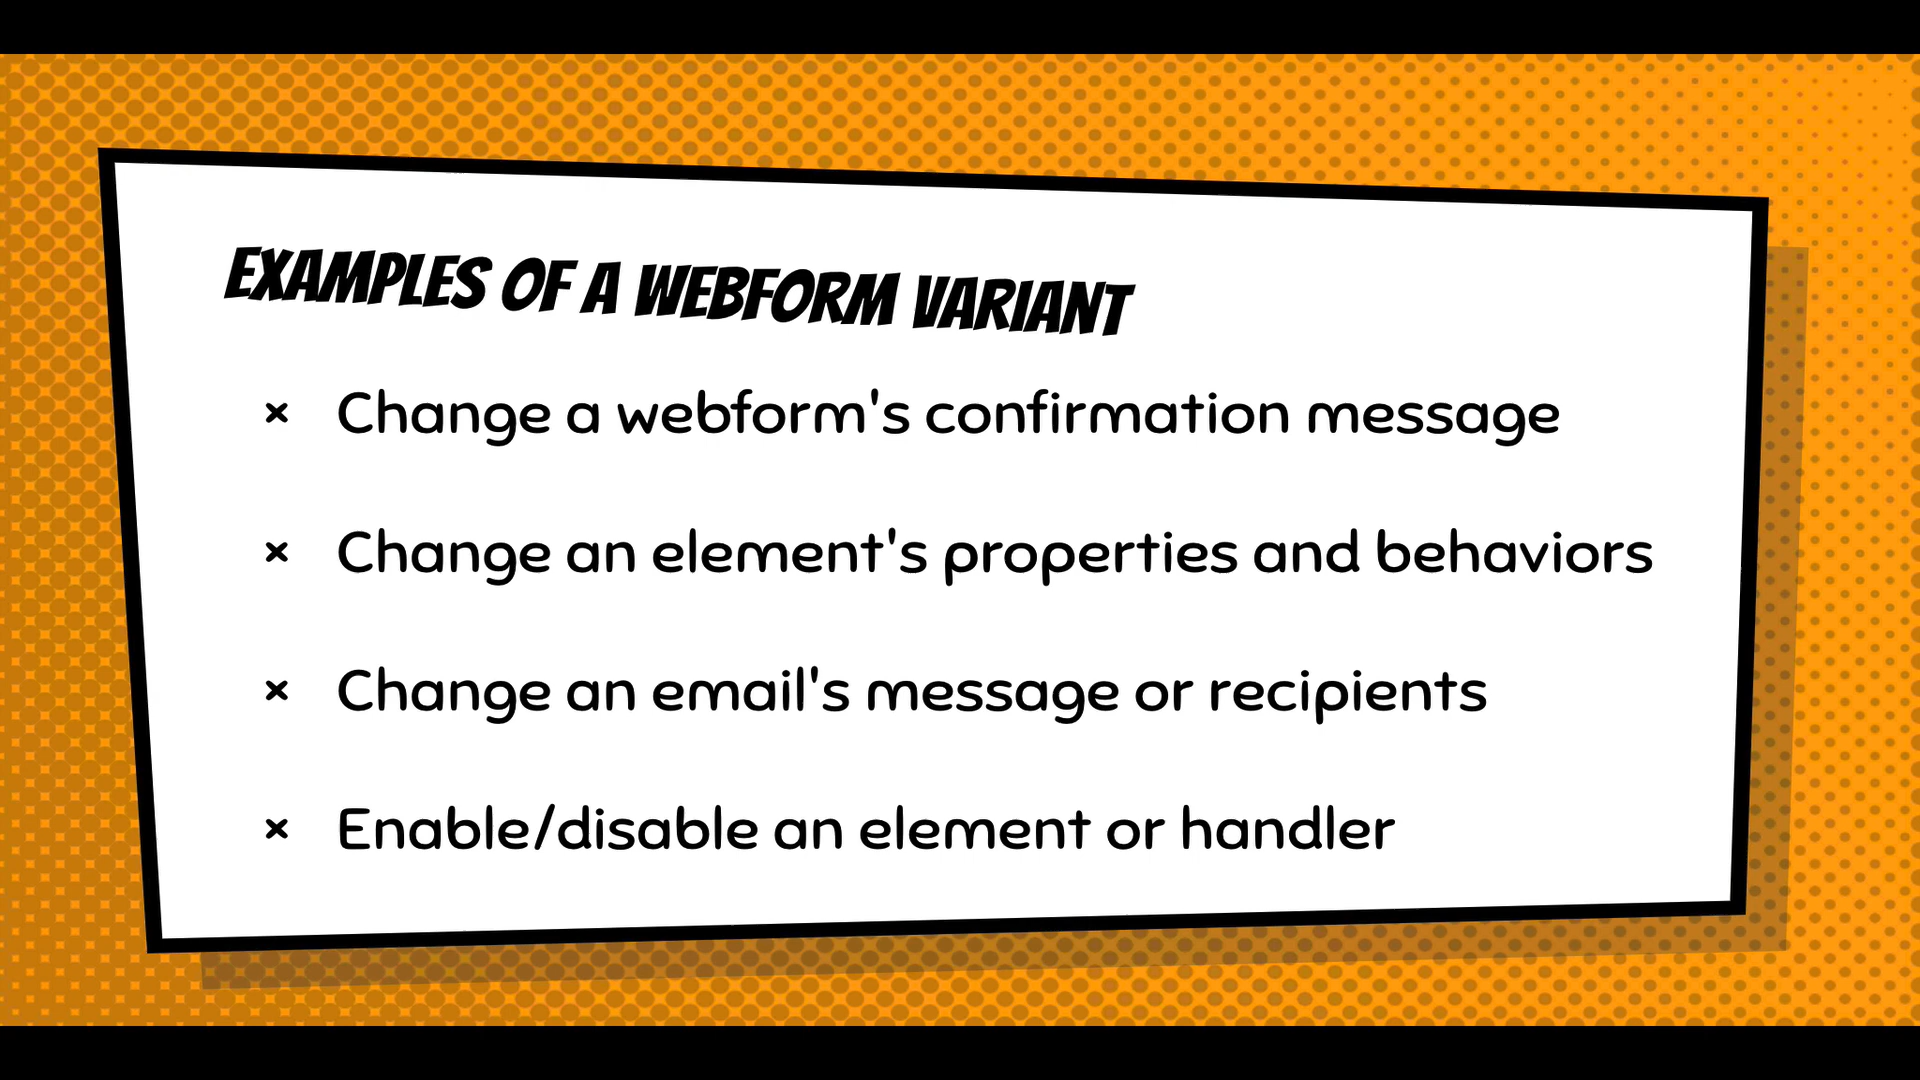 EXAMPLES OF A WEBFORM VARIANT
× Change a webform's confirmation message
× Change an element's properties and behaviors
× Change an email's message or recipients
× Enable/disable an element or handler